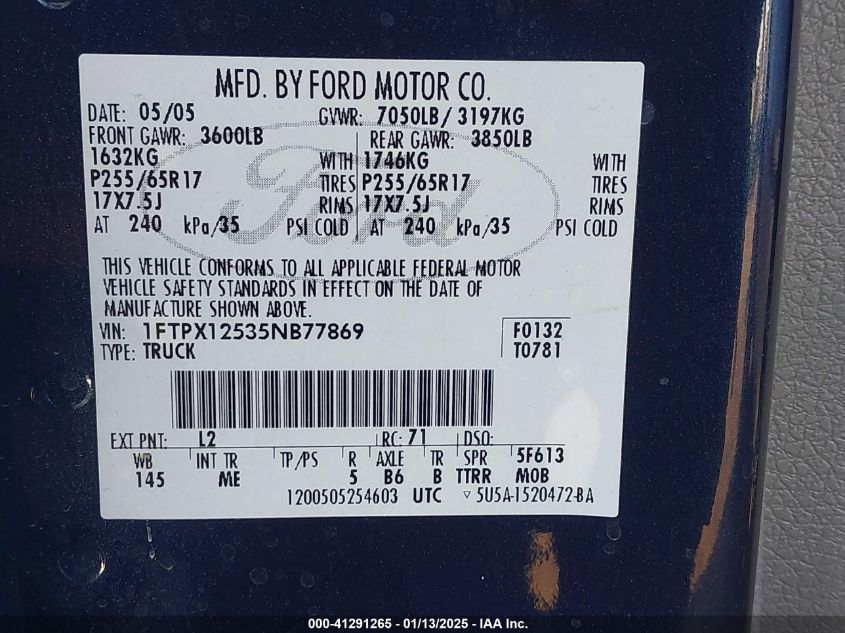 MFD. BY FORD MOTOR CO.
DATE: 05/05 GVWR: 7050LB/ 3197KG
FRONT GAWR: 3600LB REAR GAWR: 3850LB
1632KG WITH 1746KG WITH
P255/65R17 TIRES P255/65R17 TIRES
17X7.5J RIMS 17X7.5J RIMS
AT 240 kPa/35 PSI COLD AT 240 kPa/35 PSI COLD
Ford
THIS VEHICLE CONFORMS TO ALL APPLICABLE FEDERAL MOTOR
VEHICLE SAFETY STANDARDS IN EFFECT ON THE DATE OF
MANUFACTURE SHOWN ABOVE.
VIN: 1FTPX12535NB77869 F0132
TYPE: TRUCK T0781
EXT PNT: L2 RC: 71 DSO:
WB INT TR TP/PS R AXLE TR SPR 5F613
145 ME 5 B6 B TTRR MOB
1200505254603 UTC ▿ 5U5A-1520472-BA
000-41291265 - 01/13/2025 - IAA Inc.